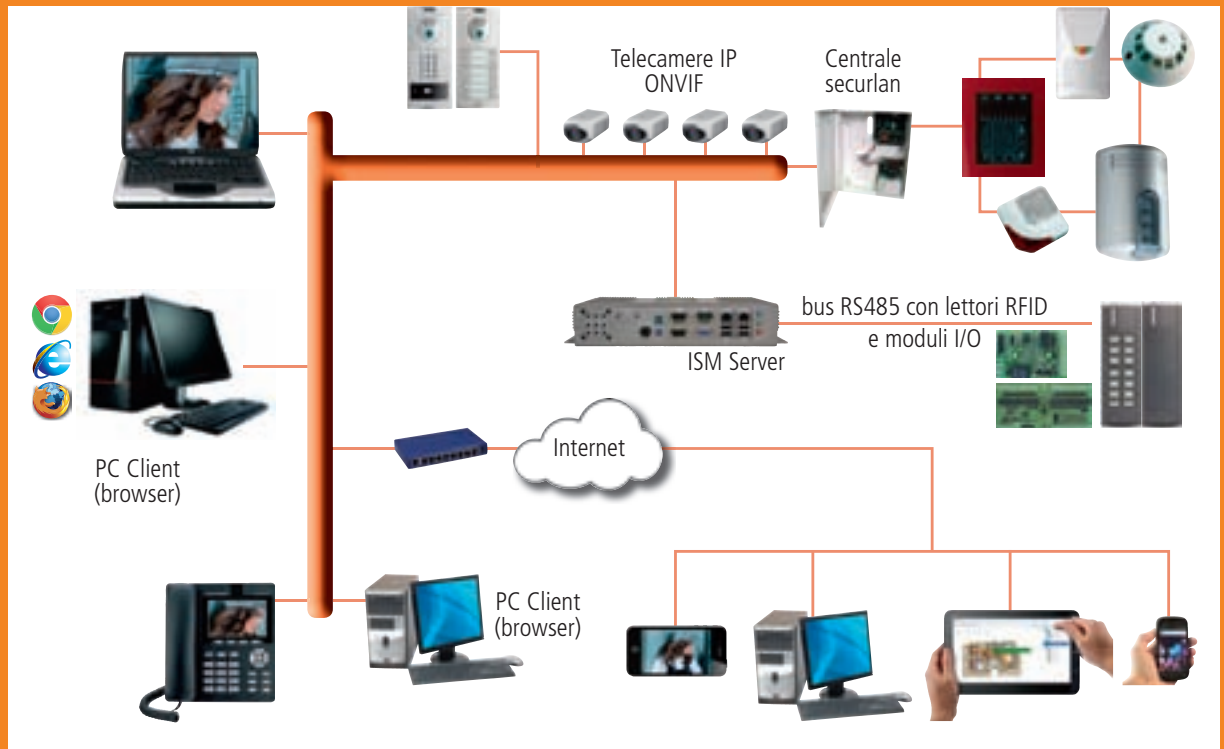 Telecamere IP
ONVIF
Centrale
securlan
bus RS485 con lettori RFID
e moduli I/O
ISM Server
Internet
PC Client
(browser)
PC Client
(browser)